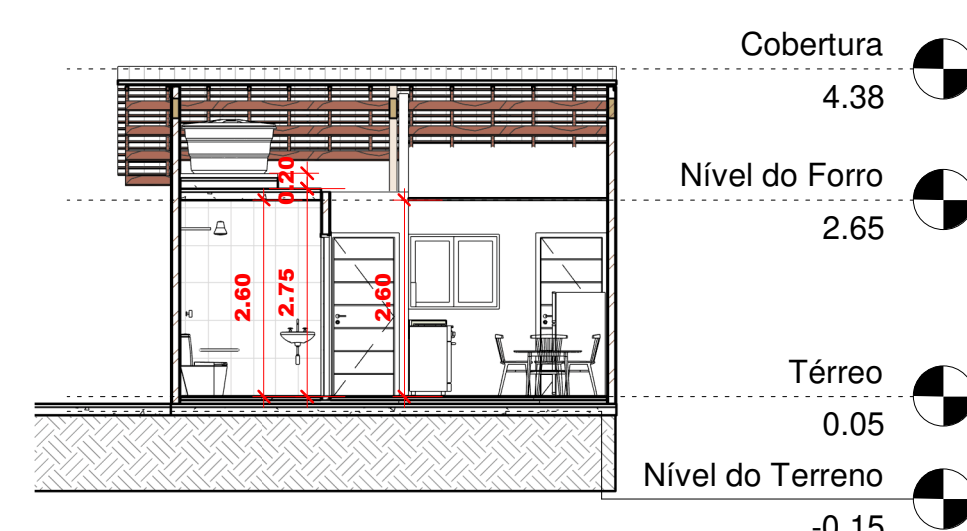 Cobertura
4.38
Nível do Forro
2.65
0.20
2.60
2.75
2.60
Térreo
0.05
Nível do Terreno
-0.15